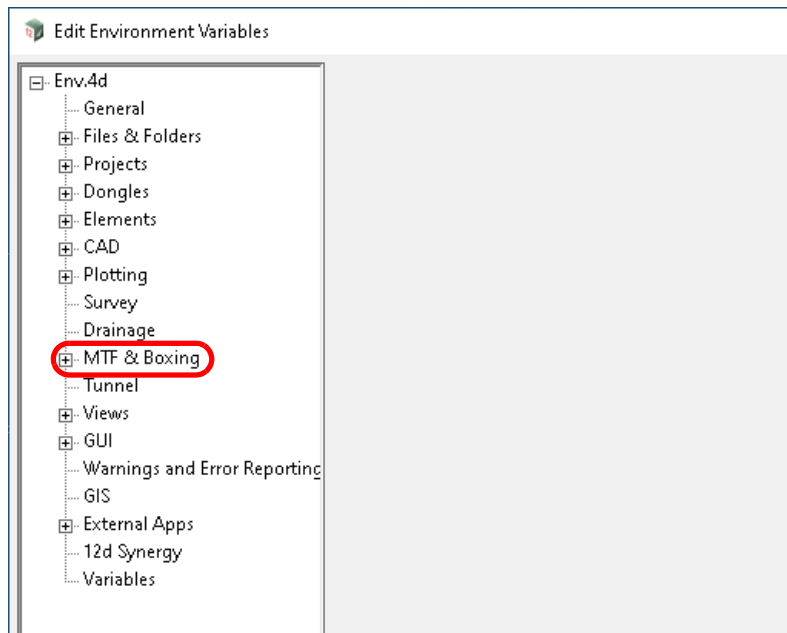 Edit Environment Variables
Env.4d
General
Files & Folders
Projects
Dongles
Elements
CAD
Plotting
Survey
Drainage
MTF & Boxing
Tunnel
Views
GUI
Warnings and Error Reporting
GIS
External Apps
12d Synergy
Variables